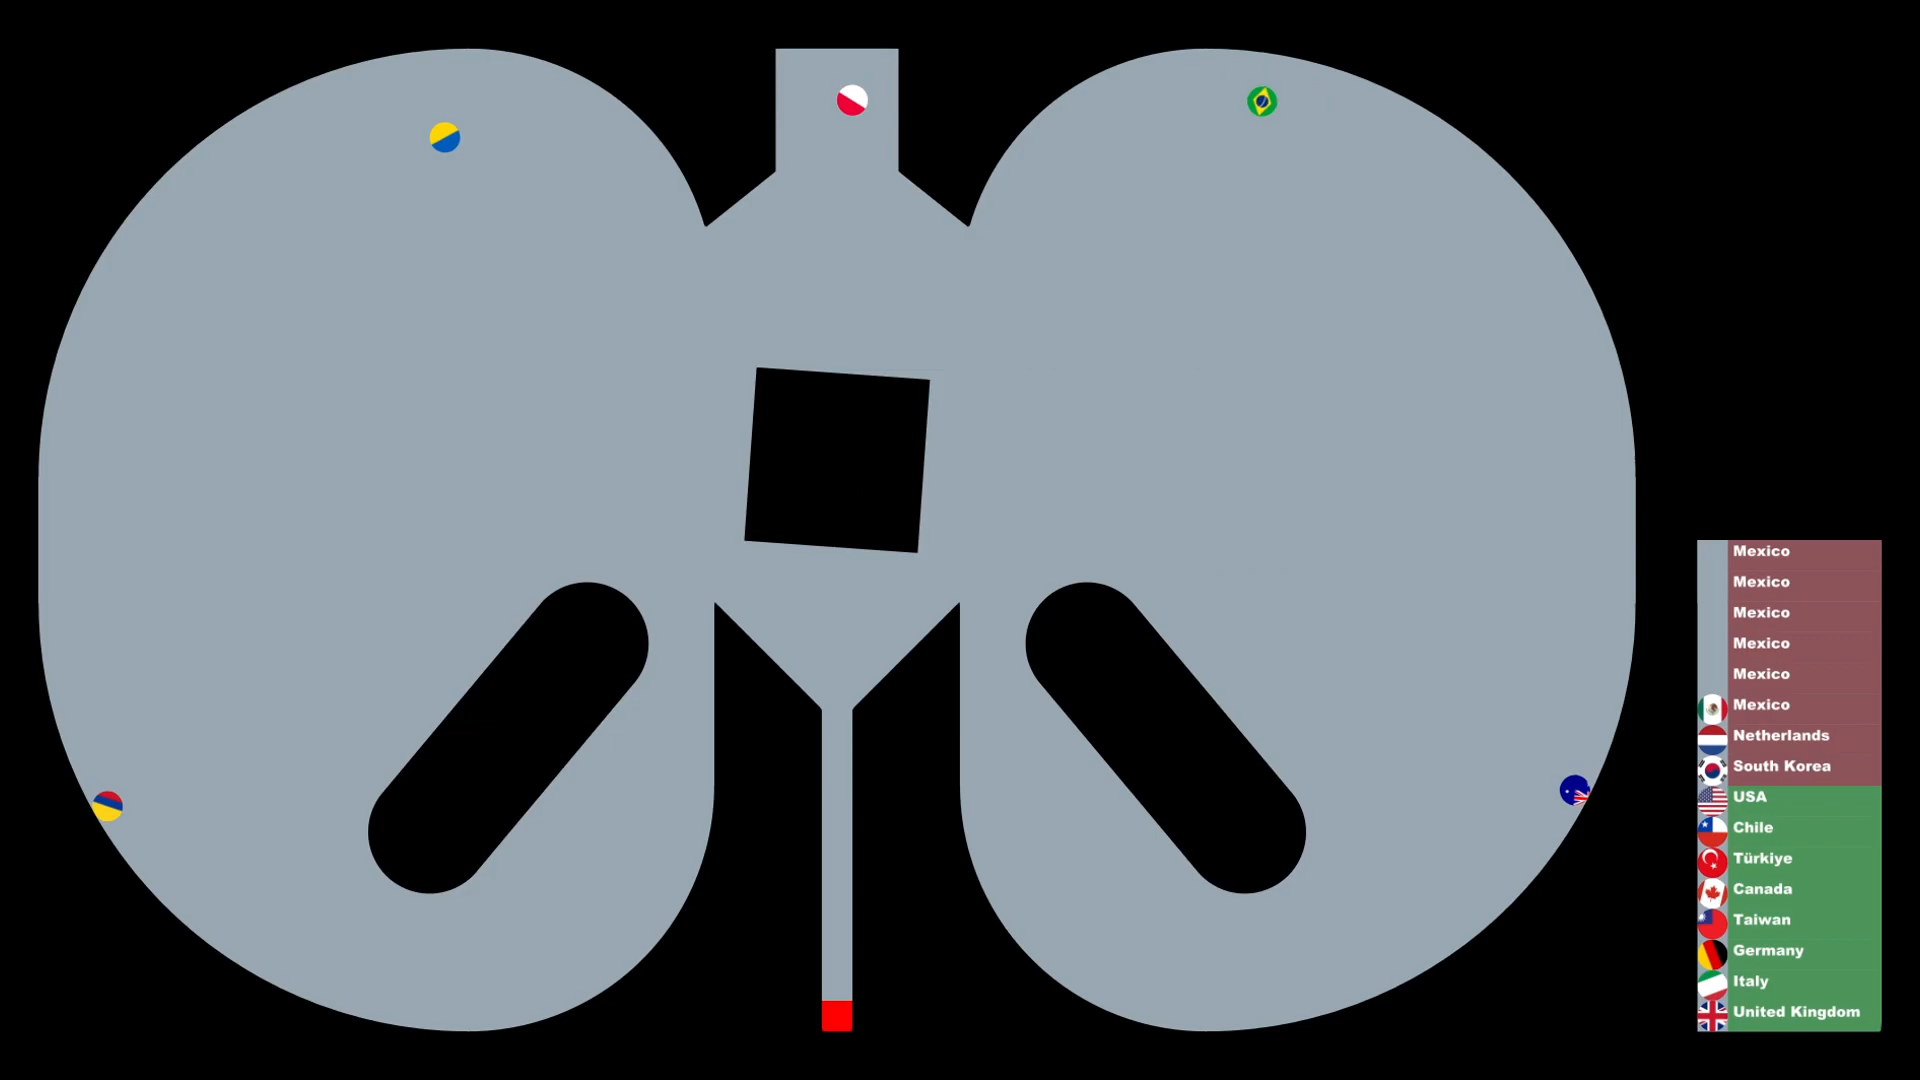 Mexico
Mexico
Mexico
Mexico
Mexico
Mexico
Netherlands
South Korea
USA
Chile
Türkiye
Canada
Taiwan
Germany
Italy
United Kingdom